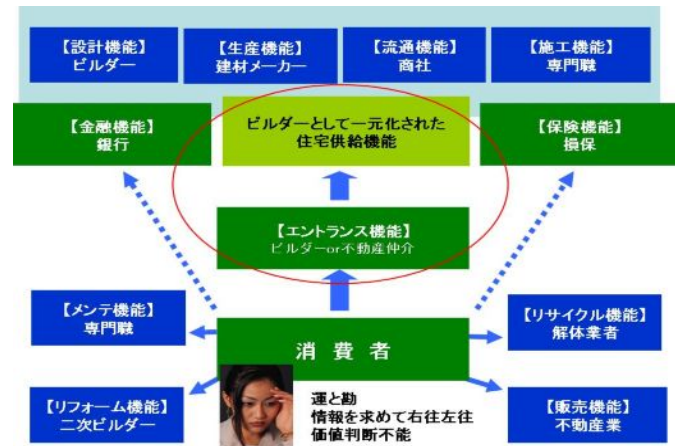 【設計機能】
ビルダー
【生産機能】
建材メーカー
【流通機能】
商社
【施工機能】
専門職
【金融機能】
銀行
ビルダーとして一元化された
住宅供給機能
【保険機能】
損保
【エントランス機能】
ビルダーor不動産仲介
【メンテ機能】
専門職
【リサイクル機能】
解体業者
消 費 者
【リフォーム機能】
二次ビルダー
運と勘
情報を求めて右往左往
価値判断不能
【販売機能】
不動産業